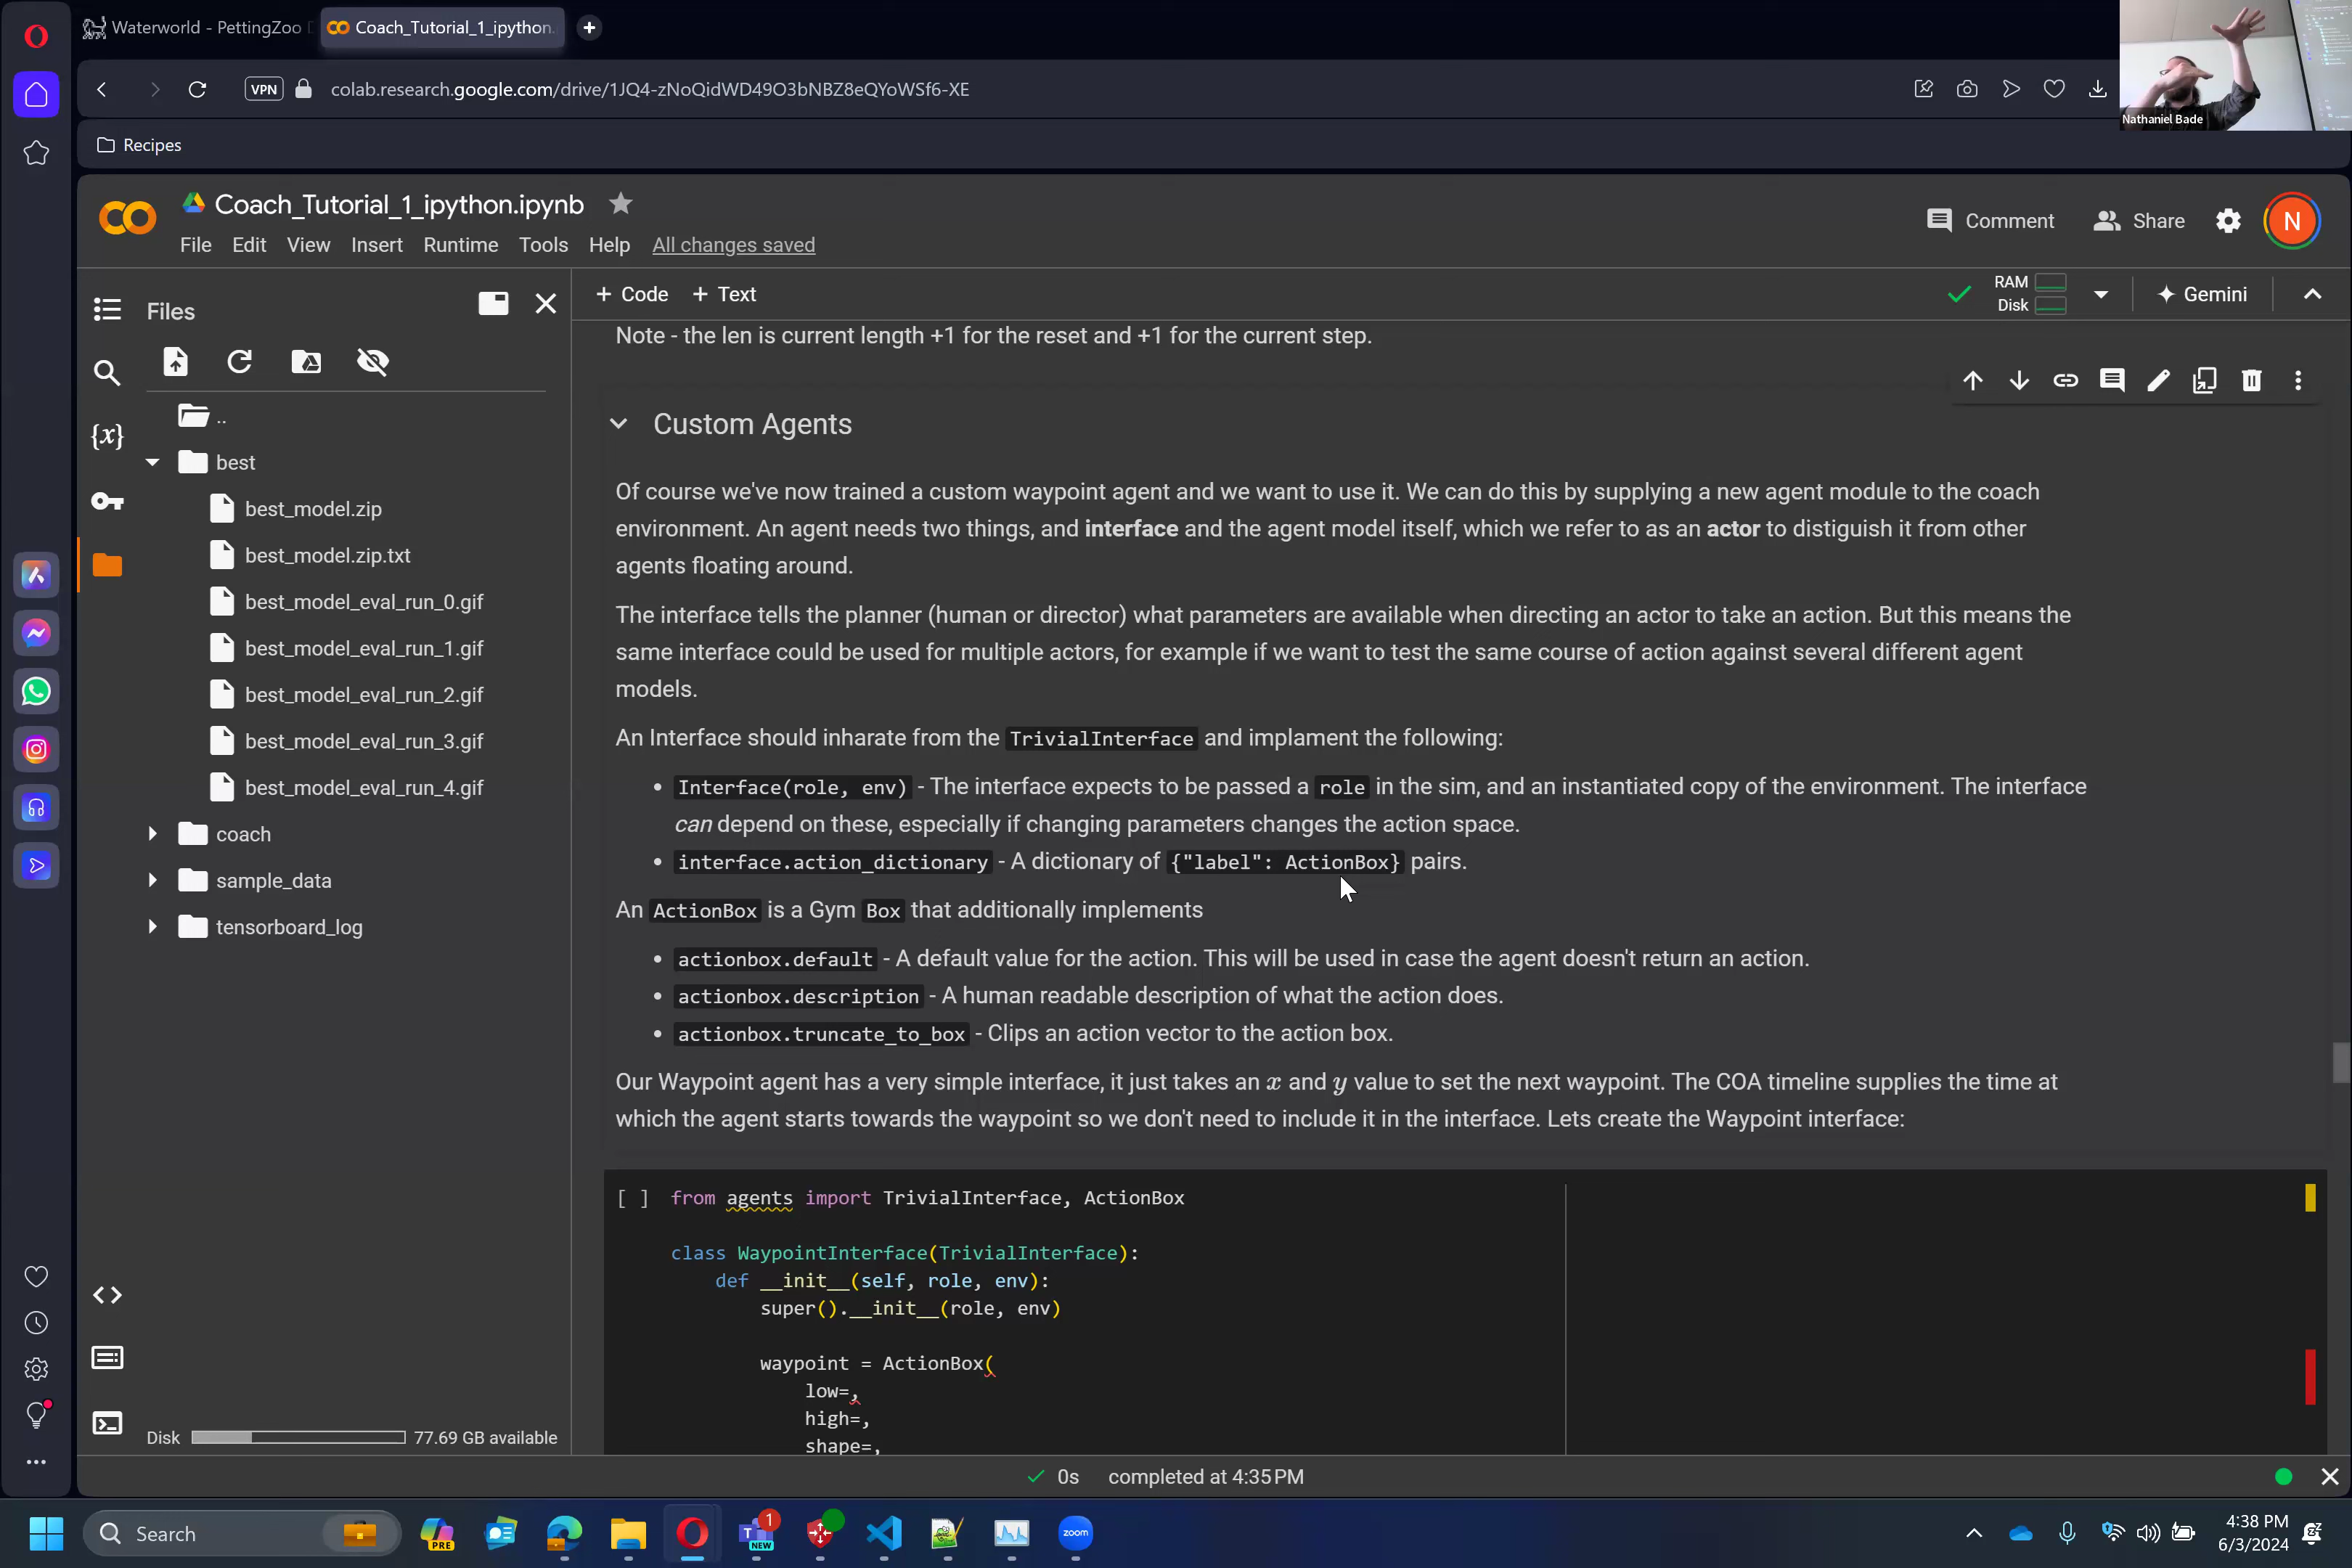 Waterworld - PettingZoo
Coach_Tutorial_1_ipython.
Nathaniel Bade
VPN
colab.research.google.com/drive/1JQ4-zNoQidWD49O3bNBZ8eQYoWSf6-XE
Recipes
Coach_Tutorial_1_ipython.ipynb
File Edit View Insert Runtime Tools Help All changes saved
Comment
Share
N
Files
+ Code + Text
RAM
Disk
Gemini
Note - the len is current length +1 for the reset and +1 for the current step.
{x}
..
best
best_model.zip
best_model.zip.txt
best_model_eval_run_0.gif
best_model_eval_run_1.gif
best_model_eval_run_2.gif
best_model_eval_run_3.gif
best_model_eval_run_4.gif
coach
sample_data
tensorboard_log
Disk 77.69 GB available
Custom Agents
Of course we've now trained a custom waypoint agent and we want to use it. We can do this by supplying a new agent module to the coach
environment. An agent needs two things, and interface and the agent model itself, which we refer to as an actor to distiguish it from other
agents floating around.
The interface tells the planner (human or director) what parameters are available when directing an actor to take an action. But this means the
same interface could be used for multiple actors, for example if we want to test the same course of action against several different agent
models.
An Interface should inharate from the TrivialInterface and implament the following:
• Interface(role, env) - The interface expects to be passed a role in the sim, and an instantiated copy of the environment. The interface
can depend on these, especially if changing parameters changes the action space.
• interface.action_dictionary - A dictionary of {"label": ActionBox} pairs.
An ActionBox is a Gym Box that additionally implements
• actionbox.default - A default value for the action. This will be used in case the agent doesn't return an action.
• actionbox.description - A human readable description of what the action does.
• actionbox.truncate_to_box - Clips an action vector to the action box.
Our Waypoint agent has a very simple interface, it just takes an x and y value to set the next waypoint. The COA timeline supplies the time at
which the agent starts towards the waypoint so we don't need to include it in the interface. Lets create the Waypoint interface:
[ ] from agents import TrivialInterface, ActionBox
class WaypointInterface(TrivialInterface):
def __init__(self, role, env):
super().__init__(role, env)
waypoint = ActionBox(
low=,
high=,
shape=,
0s completed at 4:35 PM
Search
PRE
1
NEW
zoom
4:38 PM
6/3/2024